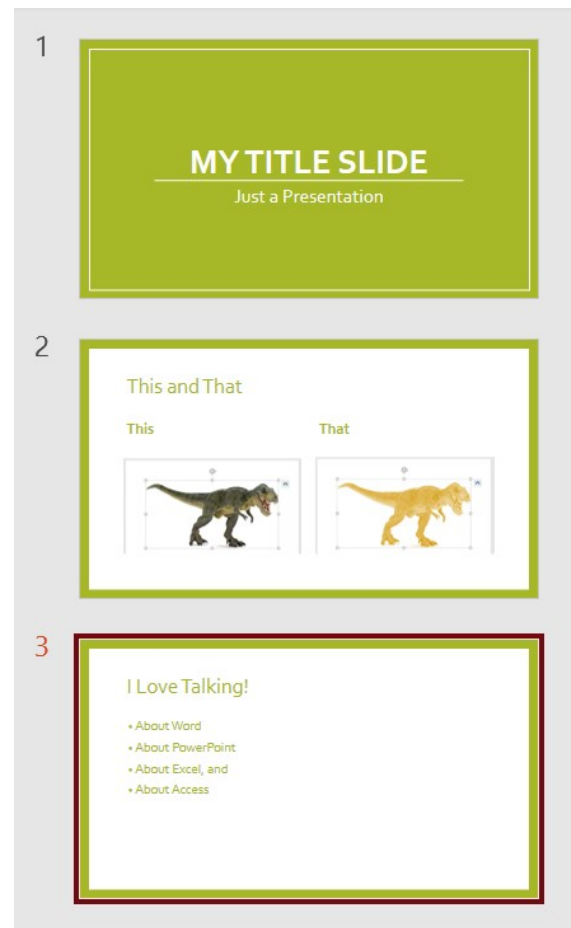 1
MY TITLE SLIDE
Just a Presentation
2
This and That
This That
3
I Love Talking!
• About Word
• About PowerPoint
• About Excel, and
• About Access